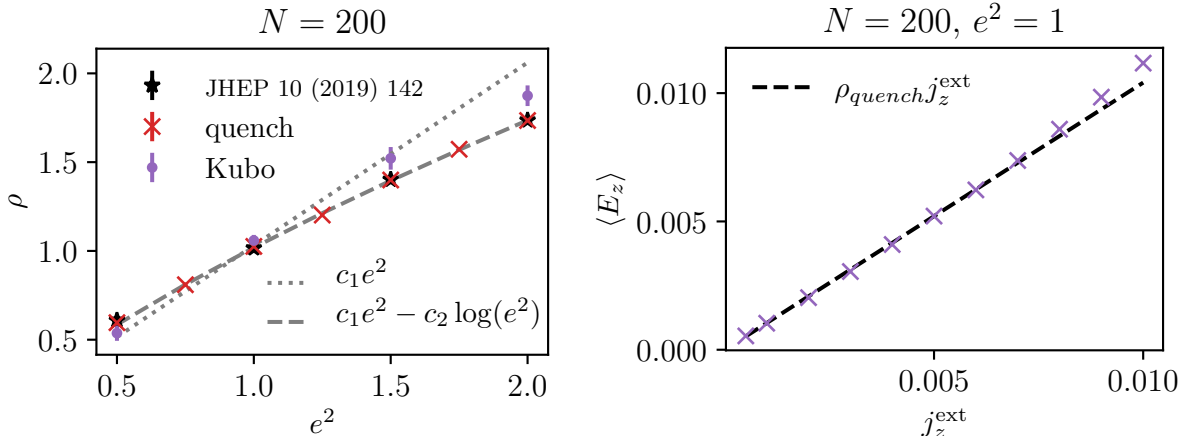 N = 200
2.0
1.5
1.0
0.5
ρ
JHEP 10 (2019) 142
quench
Kubo
c₁e²
c₁e² − c₂ log(e²)
0.5 1.0 1.5 2.0
e²
N = 200, e² = 1
0.010
0.005
0.000
⟨E_z⟩
ρ_{quench} j_z^{ext}
0.005 0.010
j_z^{ext}